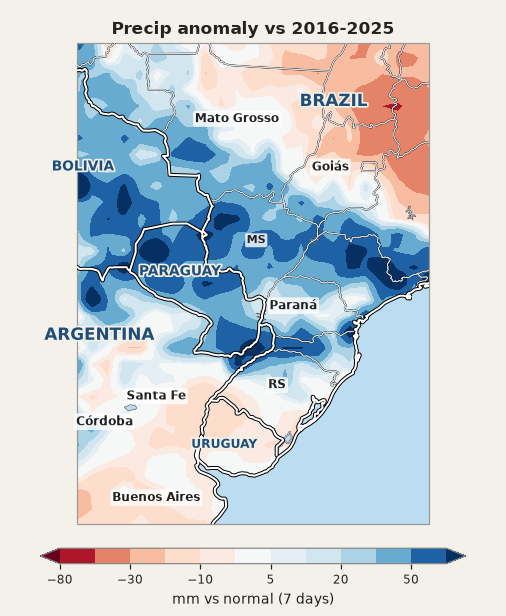 Precip anomaly vs 2016-2025
BRAZIL
Mato Grosso
BOLIVIA
Goiás
MS
PARAGUAY
Paraná
ARGENTINA
RS
Santa Fe
Córdoba
URUGUAY
Buenos Aires
−80 −30 −10 5 20 50
mm vs normal (7 days)